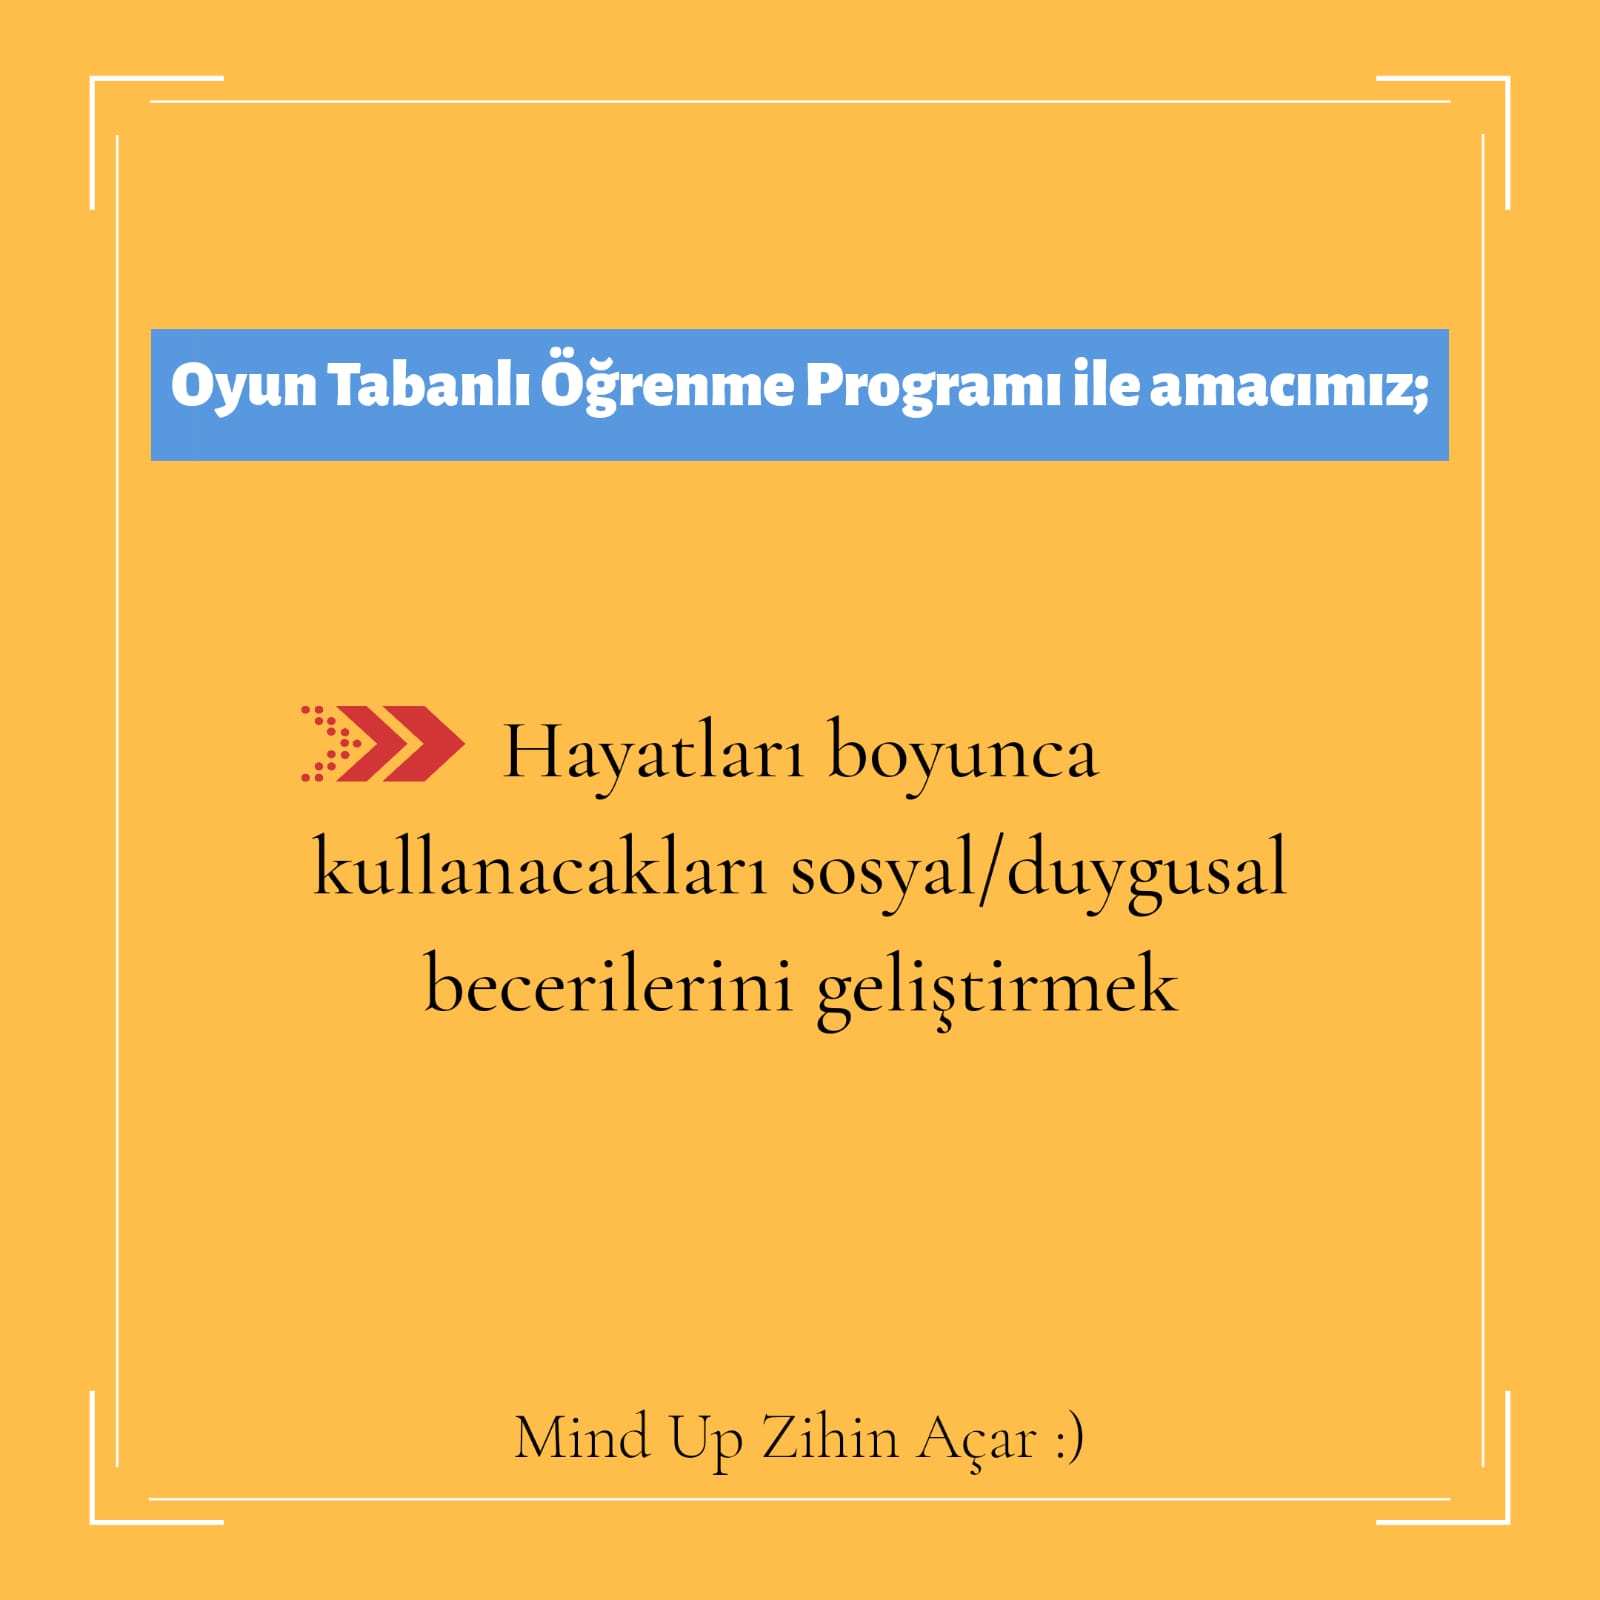 Oyun Tabanlı Öğrenme Programı ile amacımız;
Hayatları boyunca
kullanacakları sosyal/duygusal
becerilerini geliştirmek
Mind Up Zihin Açar :)